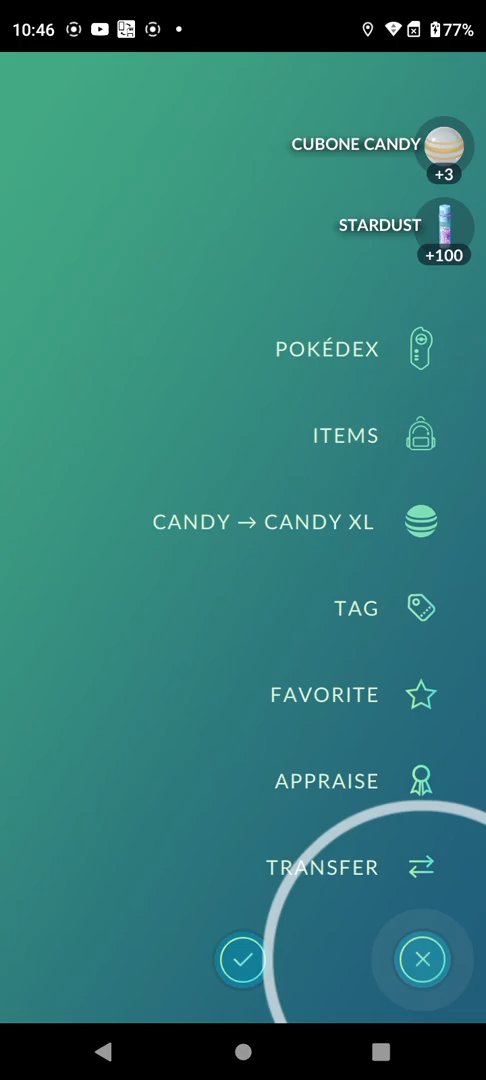 10:46
77%
CUBONE CANDY
+3
STARDUST
+100
POKÉDEX
ITEMS
CANDY → CANDY XL
TAG
FAVORITE
APPRAISE
TRANSFER